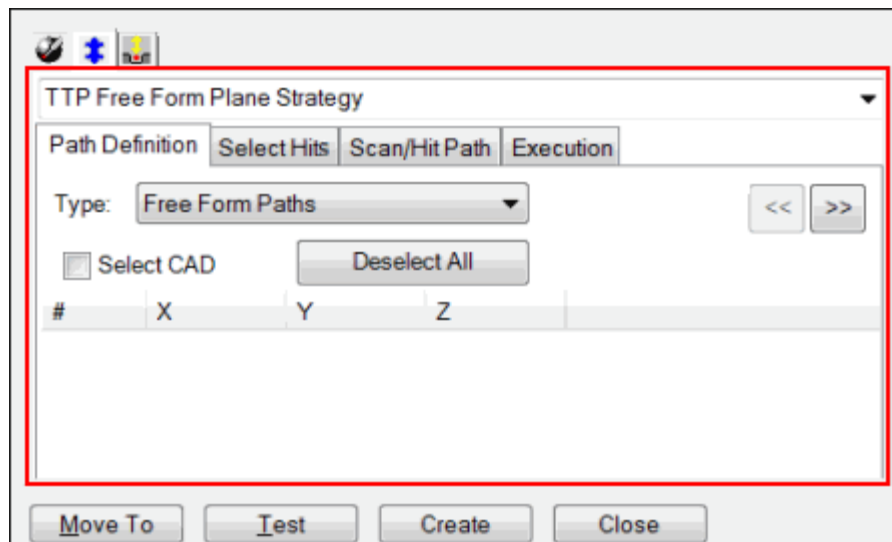 TTP Free Form Plane Strategy
Path Definition Select Hits Scan/Hit Path Execution
Type: Free Form Paths << >>
Select CAD Deselect All
# X Y Z
Move To Test Create Close